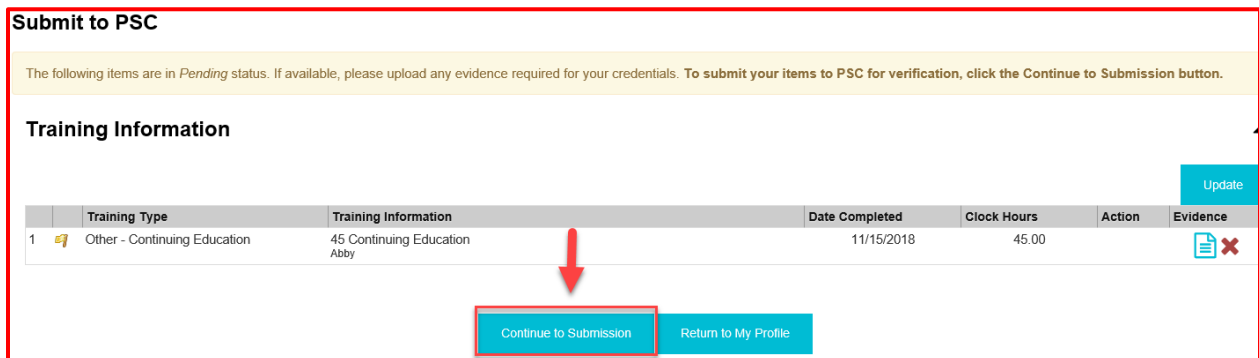 Submit to PSC
The following items are in Pending status. If available, please upload any evidence required for your credentials. To submit your items to PSC for verification, click the Continue to Submission button.
Training Information
Update
Training Type Training Information Date Completed Clock Hours Action Evidence
1 Other - Continuing Education 45 Continuing Education 11/15/2018 45.00
Abby
Continue to Submission Return to My Profile